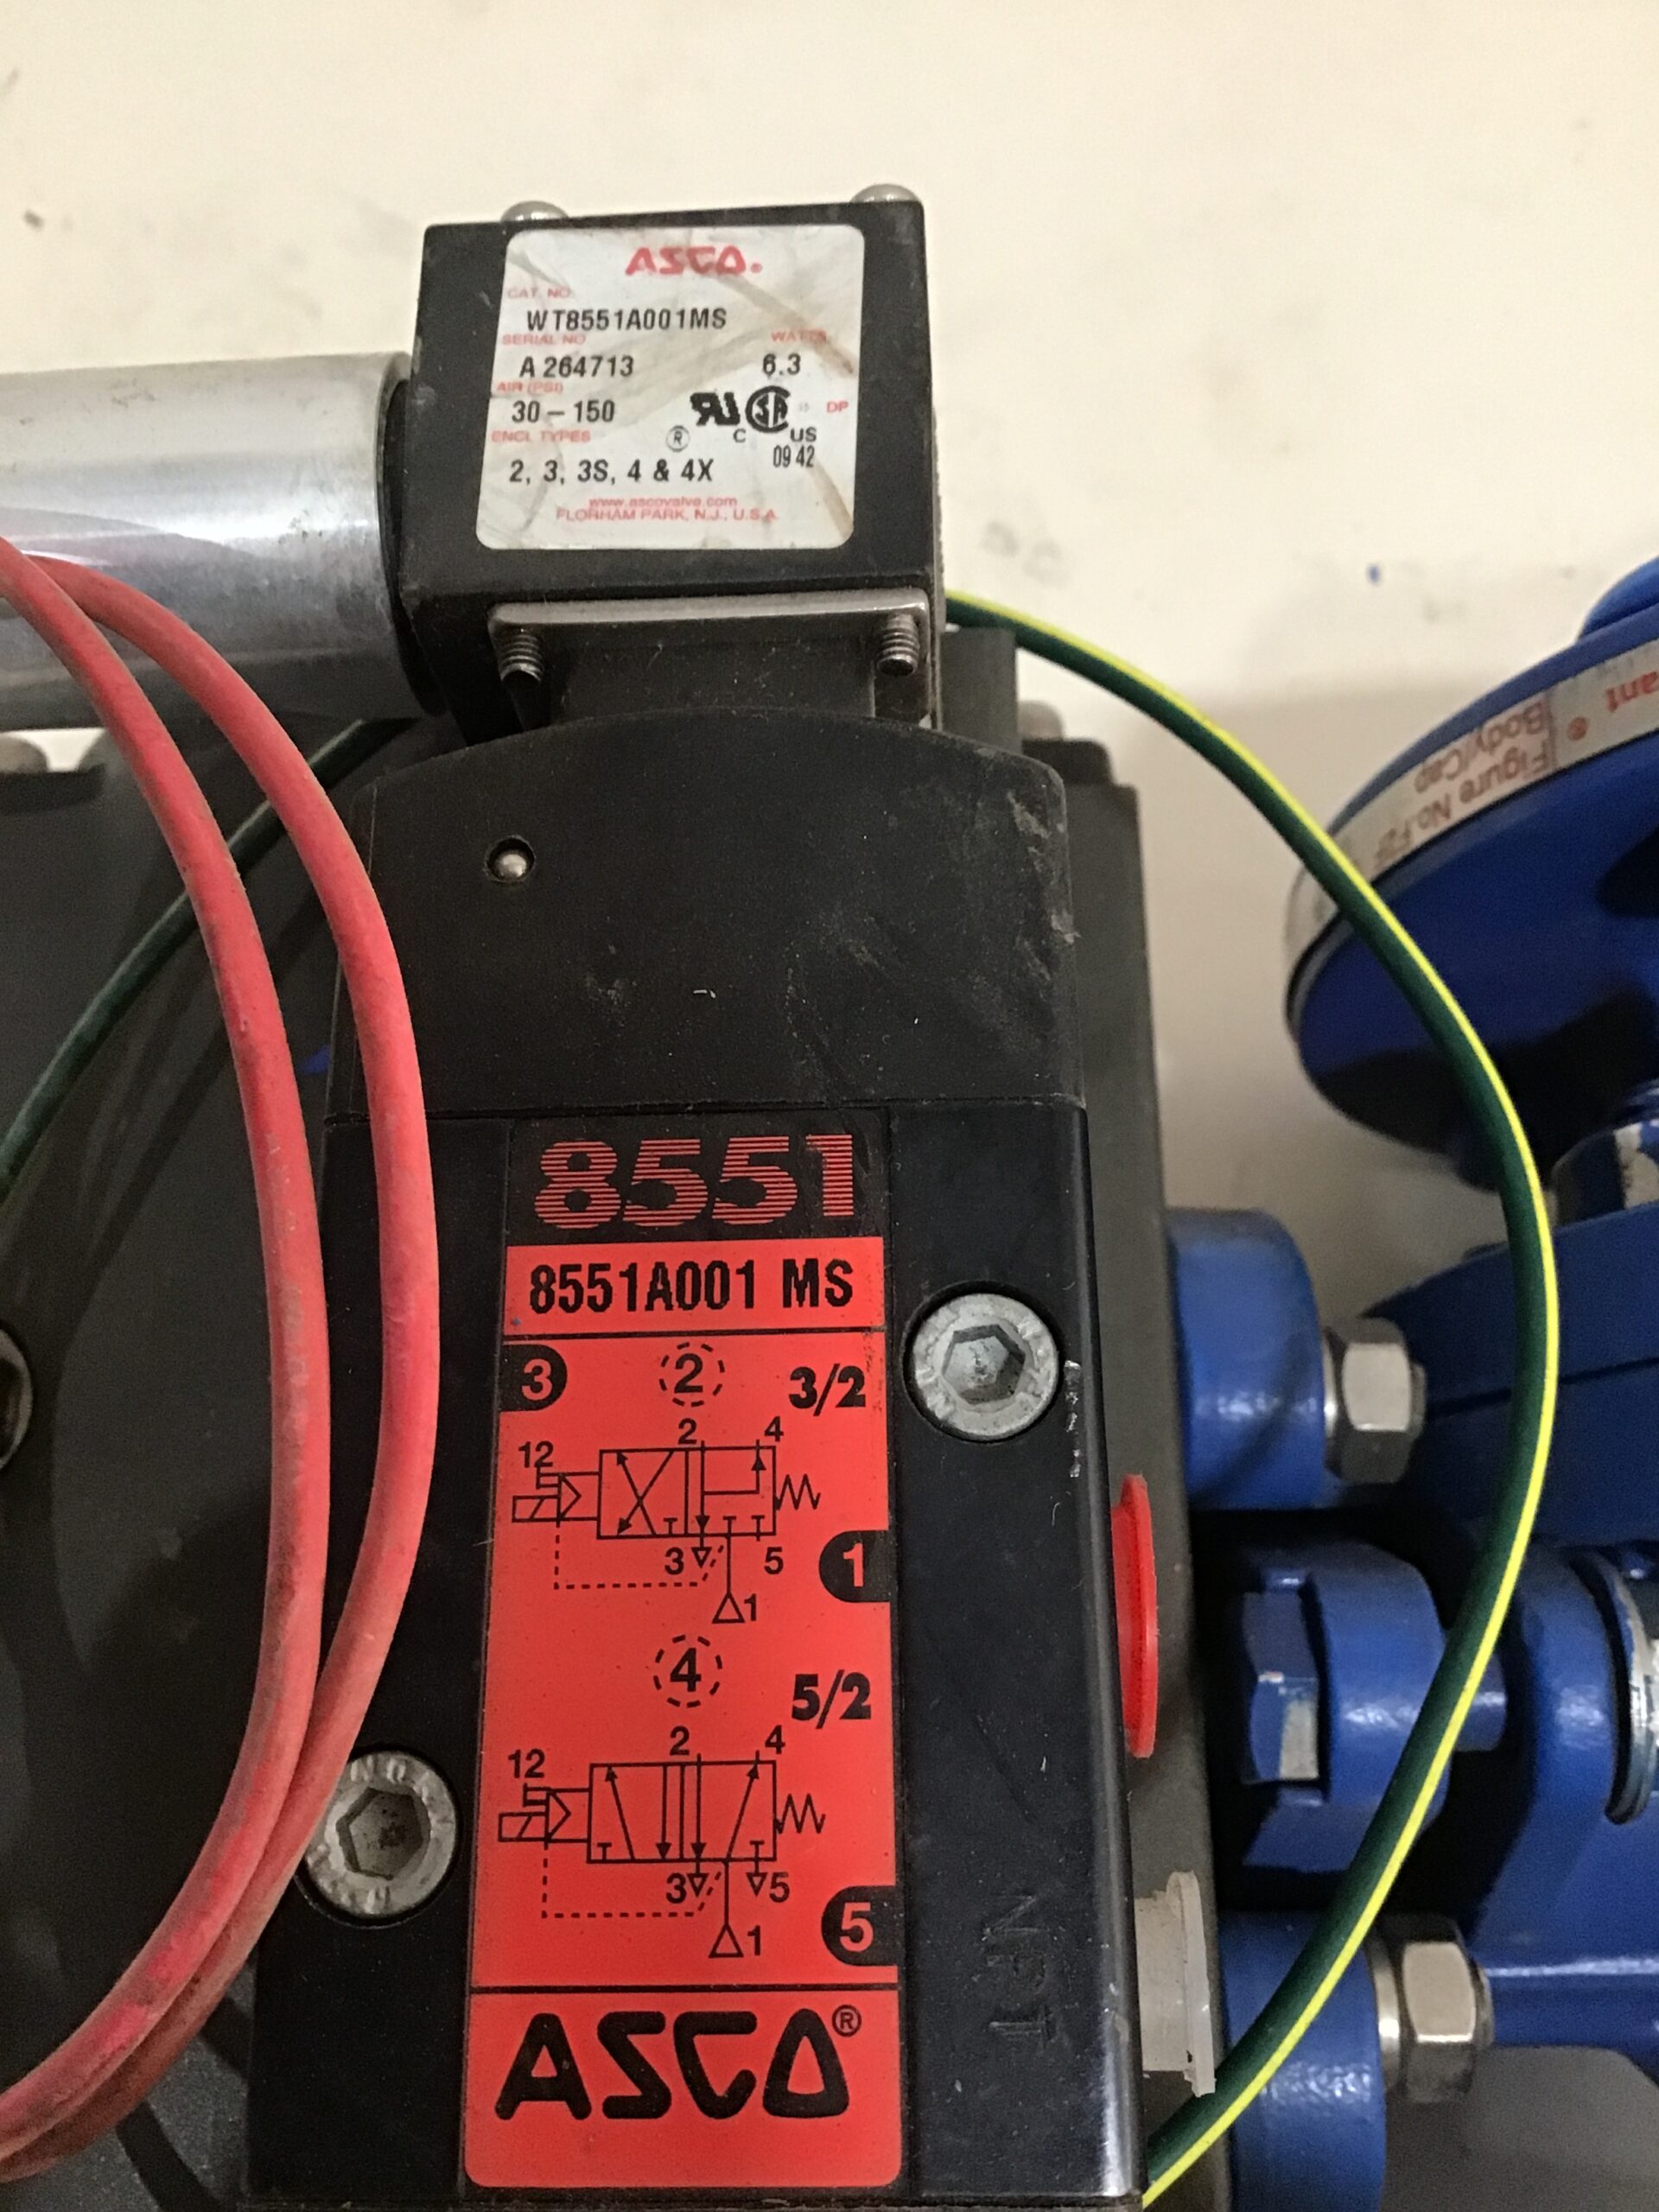 ASCO®
CAT. NO.
WT8551A001MS
SERIAL NO WATTS
A 264713 6.3
AIR (PSI)
30 – 150 DP
ENCL TYPES ® C US
2, 3, 3S, 4 & 4X 09 42
www.ascovalve.com
FLORHAM PARK, N.J., U.S.A.
Figure No.
Body/Cap
8551
8551A001 MS
3 2 3/2
2 4
12
3 5
1
1
4
5/2
2 4
12
3 5
1
5
NPT
ASCO®